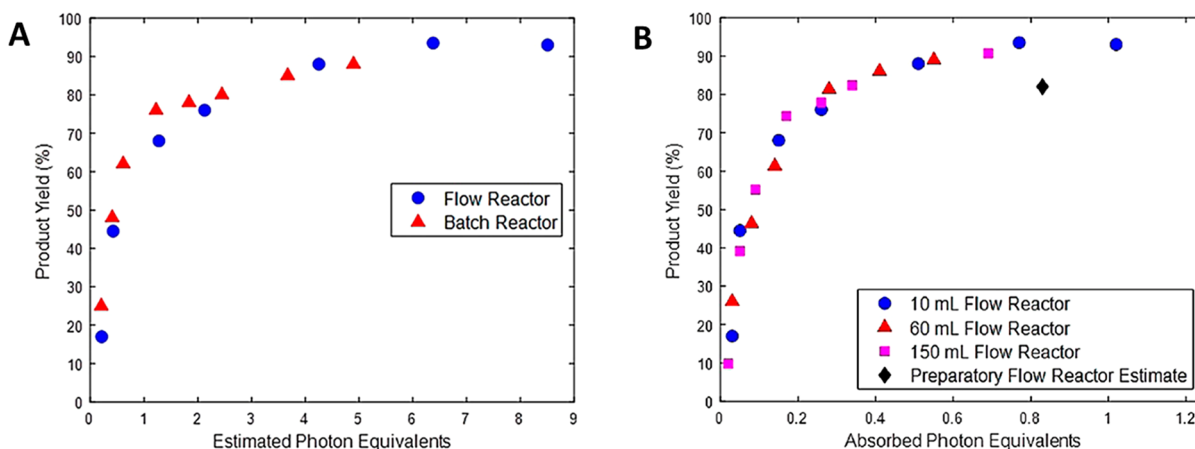 A
100
90
80
70
60
50
40
30
20
10
0
Product Yield (%)
Flow Reactor
Batch Reactor
0 1 2 3 4 5 6 7 8 9
Estimated Photon Equivalents
B
100
90
80
70
60
50
40
30
20
10
0
Product Yield (%)
10 mL Flow Reactor
60 mL Flow Reactor
150 mL Flow Reactor
Preparatory Flow Reactor Estimate
0 0.2 0.4 0.6 0.8 1
Absorbed Photon Equivalents